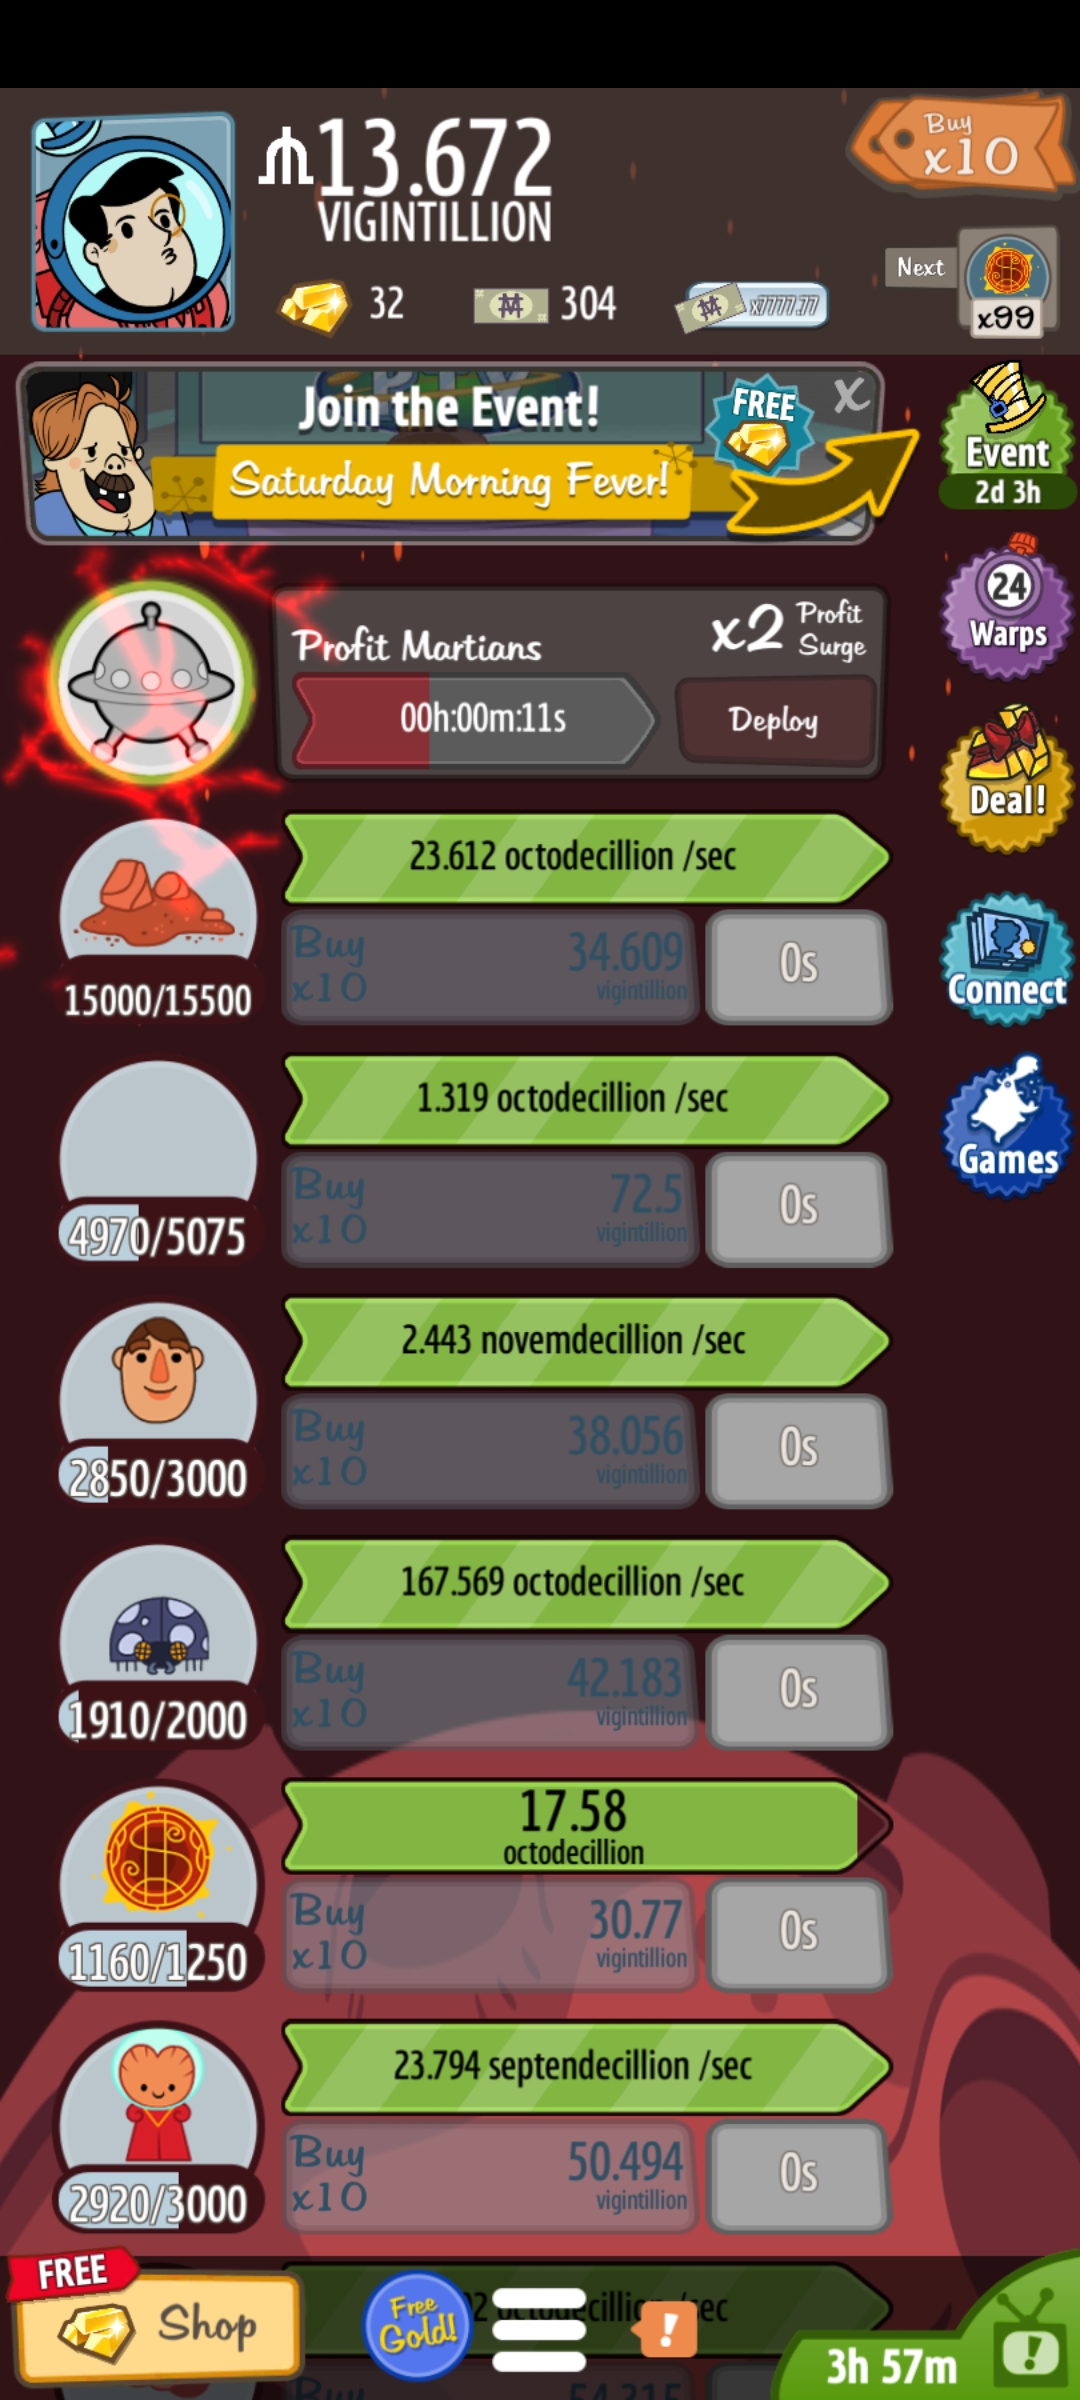 13.672
VIGINTILLION
Buy
x10
32
304
x7777.77
Next
x99
Join the Event!
FREE
X
Saturday Morning Fever!
Event
2d 3h
24
Warps
Profit Martians
x2 Profit Surge
00h:00m:11s
Deploy
Deal!
23.612 octodecillion /sec
Buy x10
34.609
vigintillion
0s
15000/15500
Connect
1.319 octodecillion /sec
Buy x10
72.5
vigintillion
0s
4970/5075
Games
2.443 novemdecillion /sec
Buy x10
38.056
vigintillion
0s
2850/3000
167.569 octodecillion /sec
Buy x10
42.183
vigintillion
0s
1910/2000
17.58
octodecillion
Buy x10
30.77
vigintillion
0s
1160/1250
23.794 septendecillion /sec
Buy x10
50.494
vigintillion
0s
2920/3000
FREE
Shop
Free Gold!
!
3h 57m
!